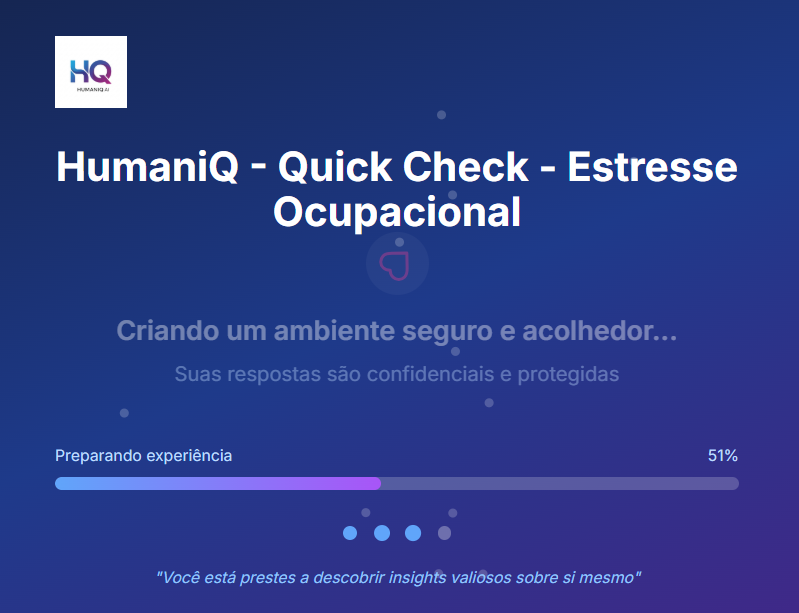 HQ
HUMANIQ AI
HumaniQ - Quick Check - Estresse
Ocupacional
Criando um ambiente seguro e acolhedor...
Suas respostas são confidenciais e protegidas
Preparando experiência
51%
"Você está prestes a descobrir insights valiosos sobre si mesmo"